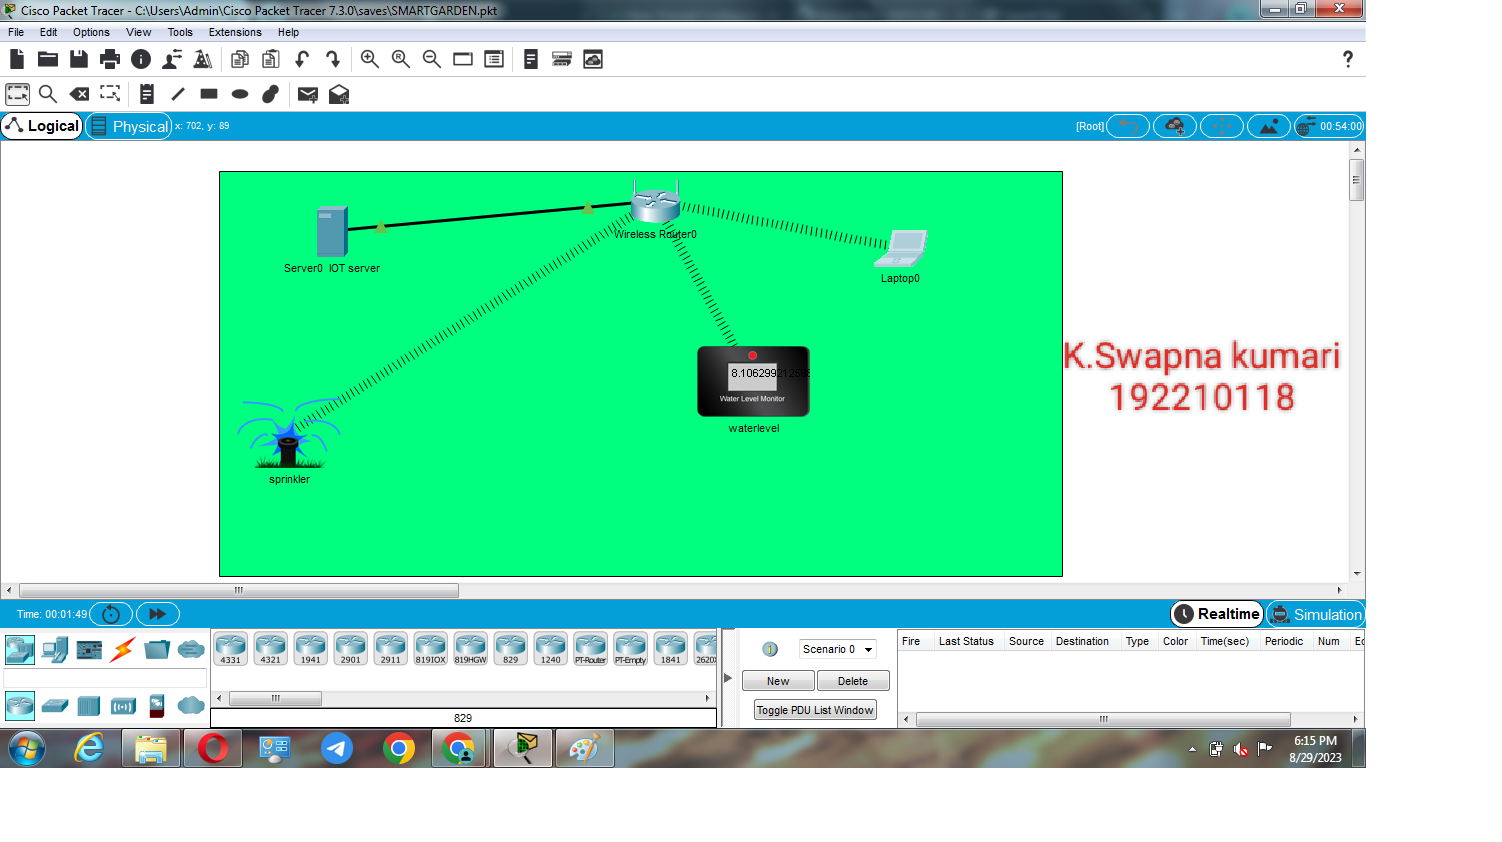 Cisco Packet Tracer - C:\Users\Admin\Cisco Packet Tracer 7.3.0\saves\SMARTGARDEN.pkt
File Edit Options View Tools Extensions Help
Logical Physical x: 702, y: 89 [Root] 00:54:00
Wireless Router0
Server0 IOT server
Laptop0
K.Swapna kumari
192210118
Water Level Monitor
waterlevel
sprinkler
Time: 00:01:49 Realtime Simulation
4331 4321 1941 2901 2911 819IOX 819HGW 829 1240 PT-Router PT-Empty 1841 2620X
829
Scenario 0
New Delete
Toggle PDU List Window
Fire Last Status Source Destination Type Color Time(sec) Periodic Num
6:15 PM
8/29/2023